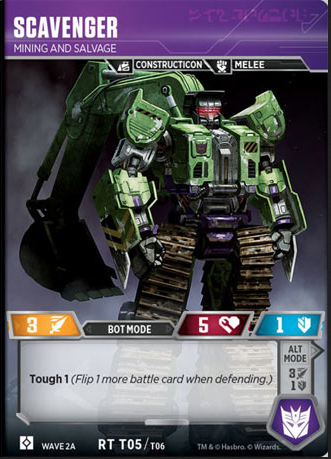 SCAVENGER
MINING AND SALVAGE
CONSTRUCTICON
MELEE
3
BOT MODE
5
1
ALT
MODE
3
1
Tough 1 (Flip 1 more battle card when defending.)
WAVE 2A
RT T05/T06
TM & © Hasbro. © Wizards.